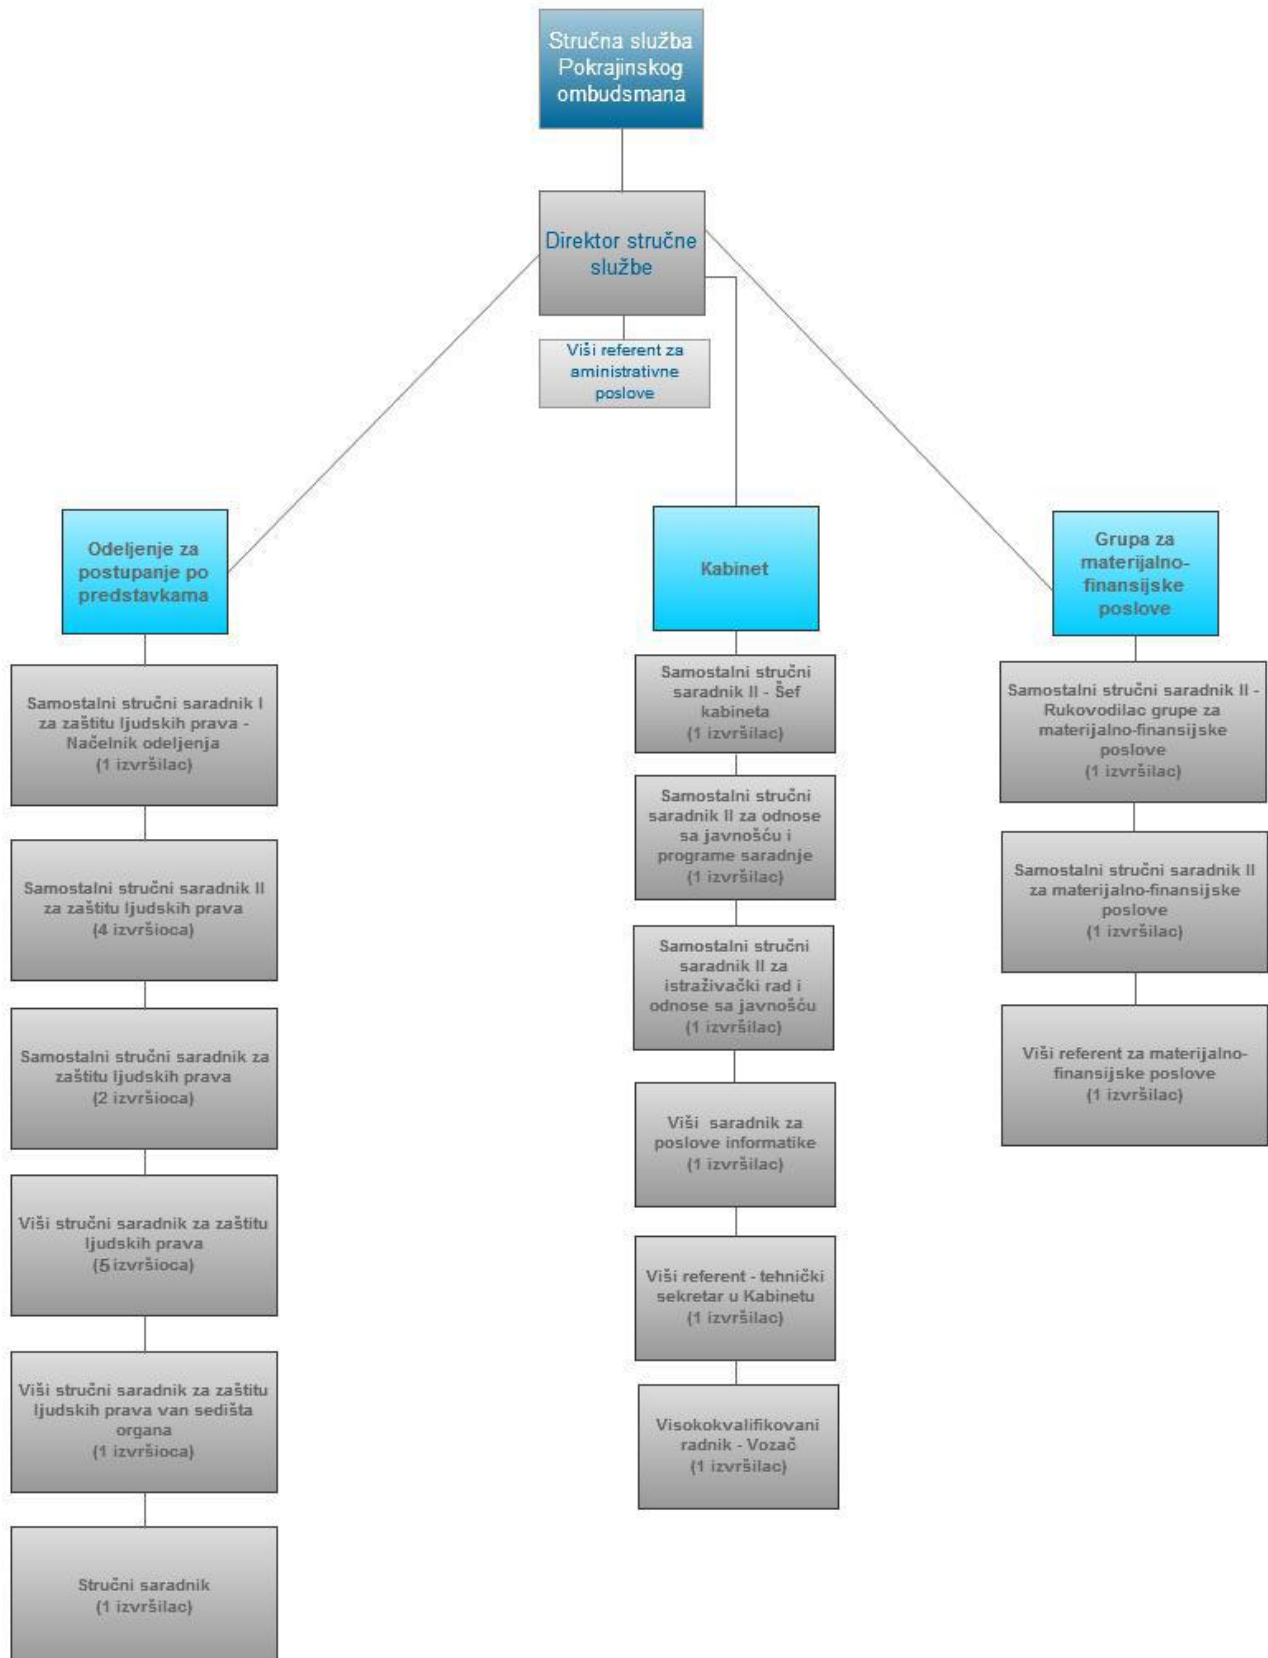 Stručna služba
Pokrajinskog
ombudsmana
Direktor stručne
službe
Viši referent za
aministrativne
poslove
Odeljenje za
postupanje po
predstavkama
Samostalni stručni saradnik I
za zaštitu ljudskih prava -
Načelnik odeljenja
(1 izvršilac)
Samostalni stručni saradnik II
za zaštitu ljudskih prava
(4 izvršioca)
Samostalni stručni saradnik za
zaštitu ljudskih prava
(2 izvršioca)
Viši stručni saradnik za zaštitu
ljudskih prava
(5 izvršioca)
Viši stručni saradnik za zaštitu
ljudskih prava van sedišta
organa
(1 izvršioca)
Stručni saradnik
(1 izvršilac)
Kabinet
Samostalni stručni
saradnik II - Šef
kabineta
(1 izvršilac)
Samostalni stručni
saradnik II za odnose
sa javnošću i
programe saradnje
(1 izvršilac)
Samostalni stručni
saradnik II za
istraživački rad i
odnose sa javnošću
(1 izvršilac)
Viši saradnik za
poslove informatike
(1 izvršilac)
Viši referent - tehnički
sekretar u Kabinetu
(1 izvršilac)
Visokokvalifikovani
radnik - Vozač
(1 izvršilac)
Grupa za
materijalno-
finansijske
poslove
Samostalni stručni saradnik II -
Rukovodilac grupe za
materijalno-finansijske
poslove
(1 izvršilac)
Samostalni stručni saradnik II
za materijalno-finansijske
poslove
(1 izvršilac)
Viši referent za materijalno-
finansijske poslove
(1 izvršilac)